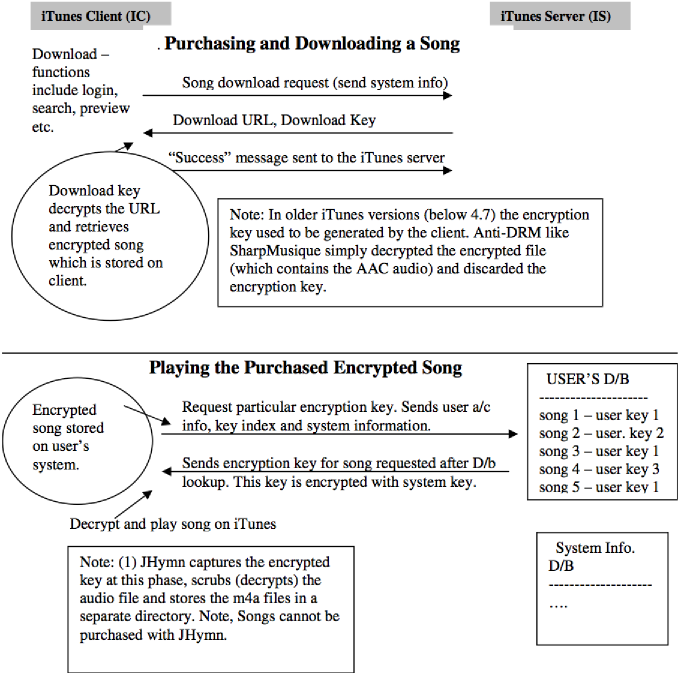 iTunes Client (IC)
iTunes Server (IS)
. Purchasing and Downloading a Song
Download –
functions
include login,
search, preview
etc.
Song download request (send system info)
Download URL, Download Key
“Success” message sent to the iTunes server
Download key
decrypts the URL
and retrieves
encrypted song
which is stored on
client.
Note: In older iTunes versions (below 4.7) the encryption
key used to be generated by the client. Anti-DRM like
SharpMusique simply decrypted the encrypted file
(which contains the AAC audio) and discarded the
encryption key.
Playing the Purchased Encrypted Song
Encrypted
song stored
on user’s
system.
Request particular encryption key. Sends user a/c
info, key index and system information.
Sends encryption key for song requested after D/b
lookup. This key is encrypted with system key.
Decrypt and play song on iTunes
USER’S D/B
----------------------
song 1 – user key 1
song 2 – user. key 2
song 3 – user key 1
song 4 – user key 3
song 5 – user key 1
System Info.
D/B
---------------------
….
Note: (1) JHymn captures the encrypted
key at this phase, scrubs (decrypts) the
audio file and stores the m4a files in a
separate directory. Note, Songs cannot be
purchased with JHymn.